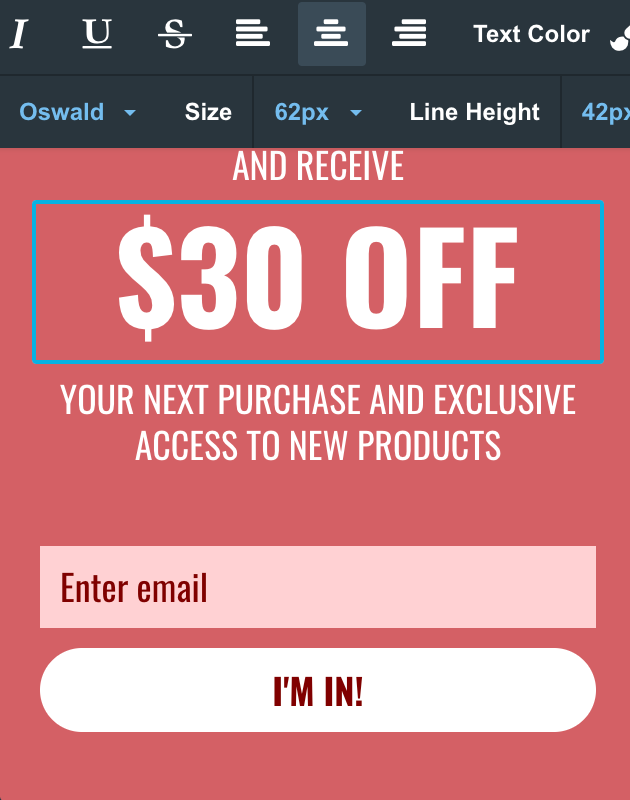 I U S Text Color
Oswald Size 62px Line Height 42px
AND RECEIVE
$30 OFF
YOUR NEXT PURCHASE AND EXCLUSIVE
ACCESS TO NEW PRODUCTS
Enter email
I'M IN!